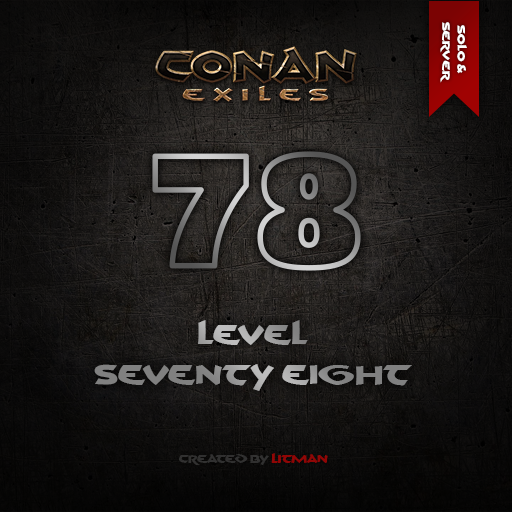 CONAN
EXILES
SOLO &
SERVER
78
LEVEL
SEVENTY EIGHT
CREATED BY LITMAN